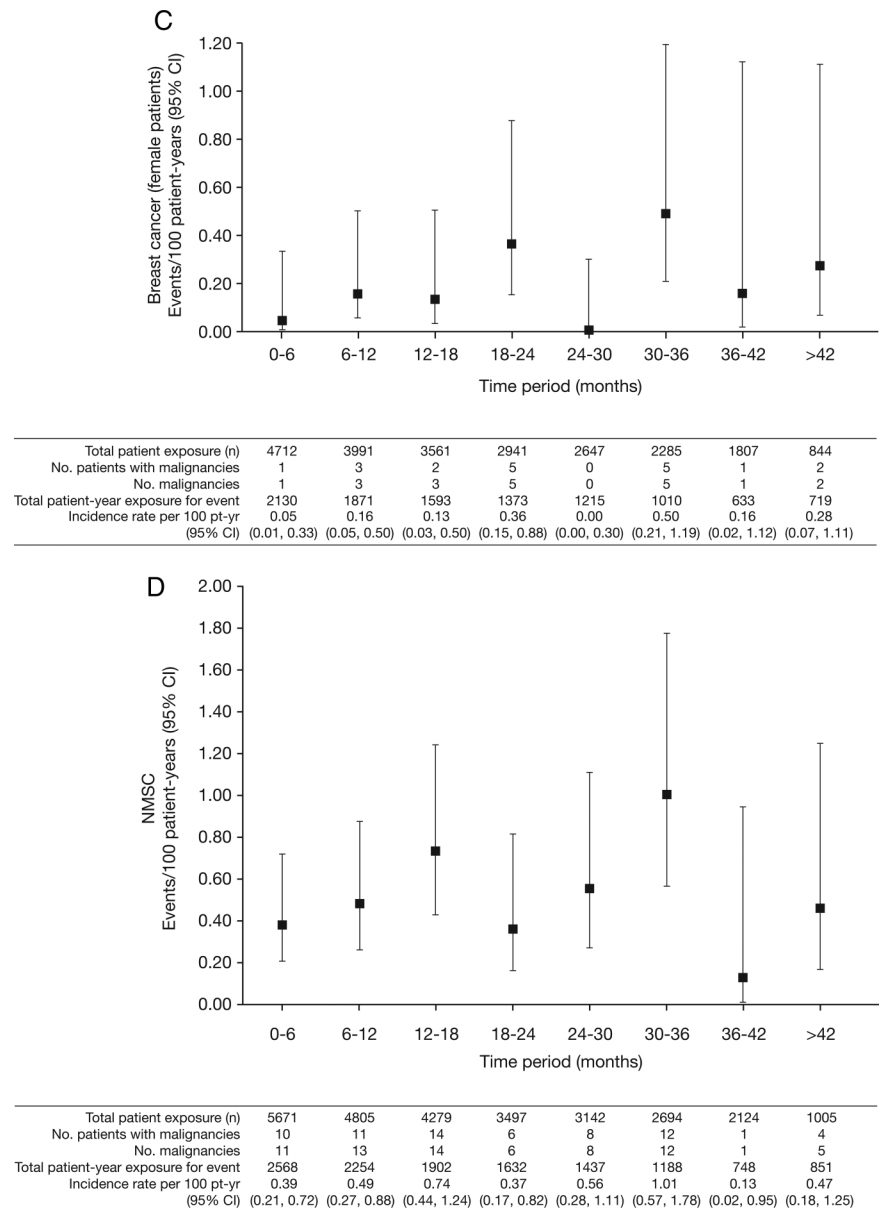 C
Breast cancer (female patients)
Events/100 patient-years (95% CI)
1.20
1.00
0.80
0.60
0.40
0.20
0.00
0-6 6-12 12-18 18-24 24-30 30-36 36-42 >42
Time period (months)
Total patient exposure (n) 4712 3991 3561 2941 2647 2285 1807 844
No. patients with malignancies 1 3 2 5 0 5 1 2
No. malignancies 1 3 3 5 0 5 1 2
Total patient-year exposure for event 2130 1871 1593 1373 1215 1010 633 719
Incidence rate per 100 pt-yr 0.05 0.16 0.13 0.36 0.00 0.50 0.16 0.28
(95% CI) (0.01, 0.33) (0.05, 0.50) (0.03, 0.50) (0.15, 0.88) (0.00, 0.30) (0.21, 1.19) (0.02, 1.12) (0.07, 1.11)
D
NMSC
Events/100 patient-years (95% CI)
2.00
1.80
1.60
1.40
1.20
1.00
0.80
0.60
0.40
0.20
0.00
0-6 6-12 12-18 18-24 24-30 30-36 36-42 >42
Time period (months)
Total patient exposure (n) 5671 4805 4279 3497 3142 2694 2124 1005
No. patients with malignancies 10 11 14 6 8 12 1 4
No. malignancies 11 13 14 6 8 12 1 5
Total patient-year exposure for event 2568 2254 1902 1632 1437 1188 748 851
Incidence rate per 100 pt-yr 0.39 0.49 0.74 0.37 0.56 1.01 0.13 0.47
(95% CI) (0.21, 0.72) (0.27, 0.88) (0.44, 1.24) (0.17, 0.82) (0.28, 1.11) (0.57, 1.78) (0.02, 0.95) (0.18, 1.25)